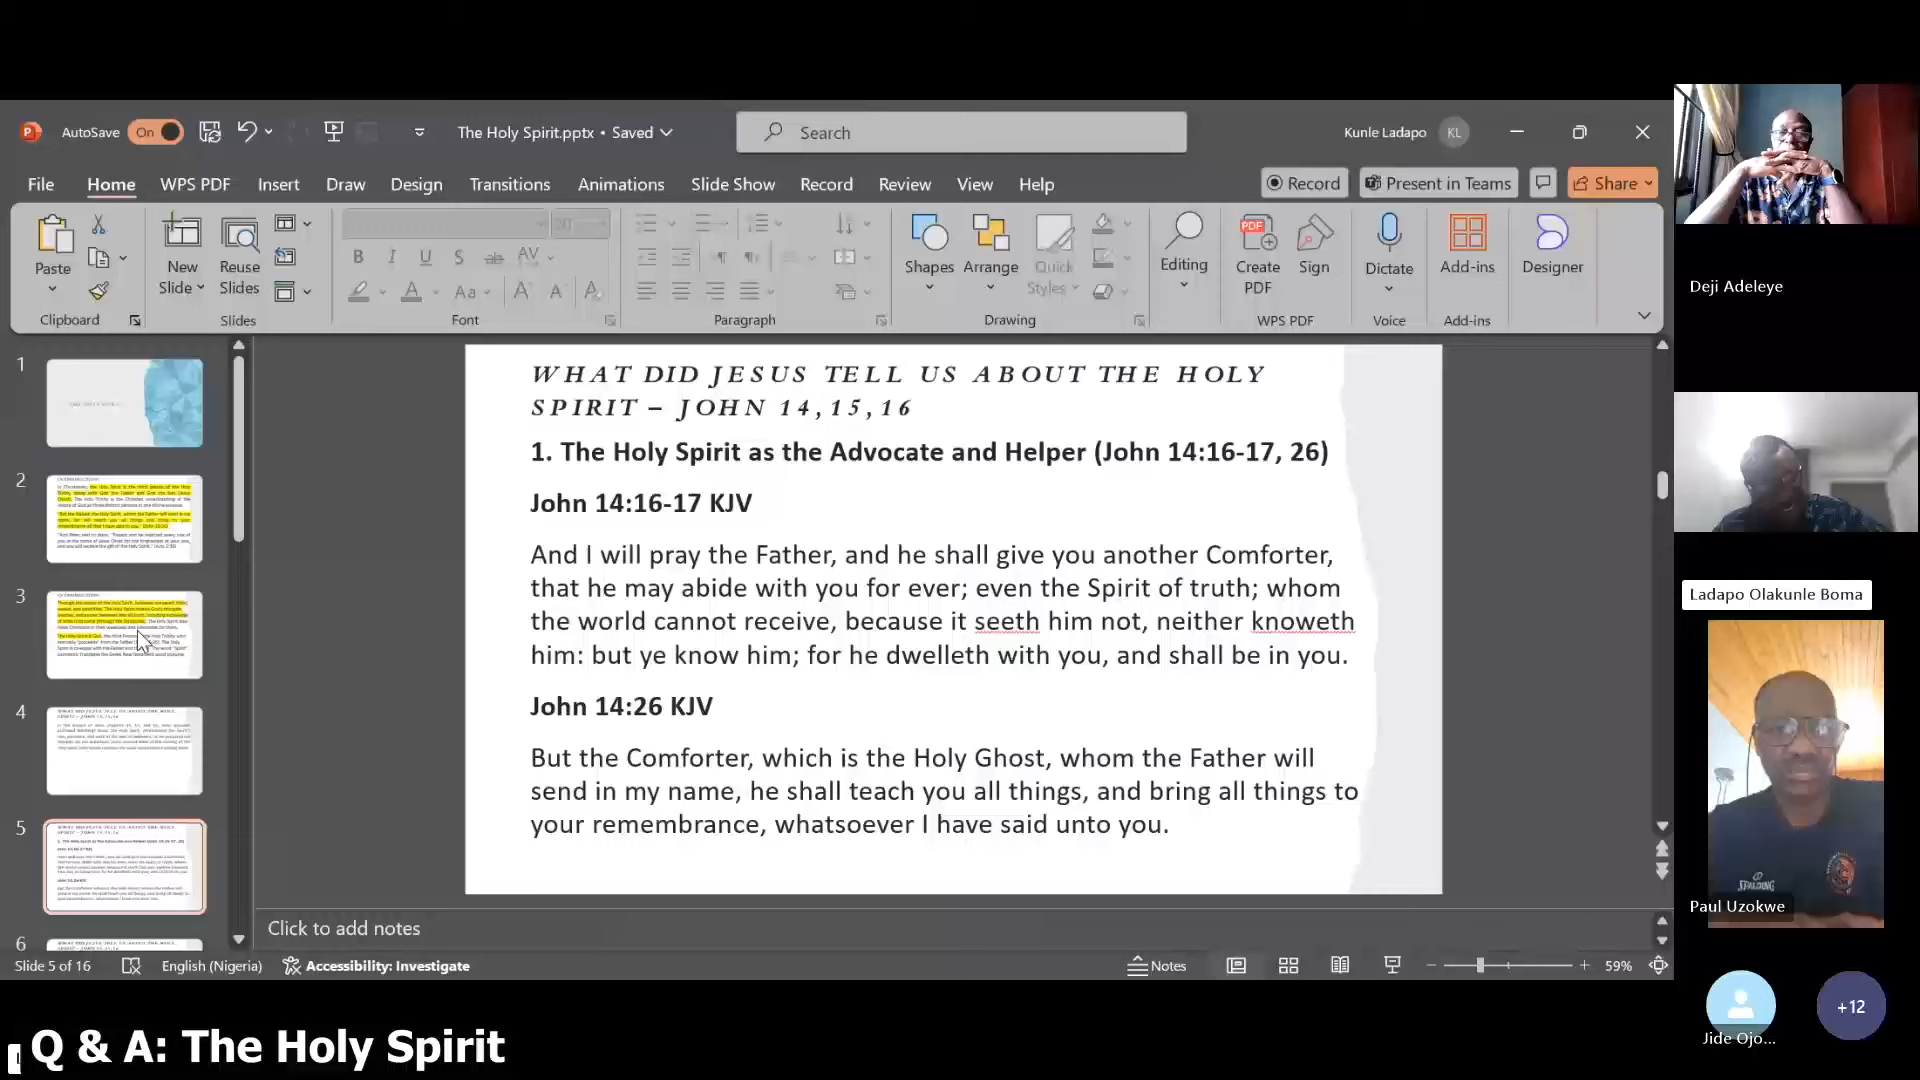 AutoSave On The Holy Spirit.pptx • Saved Search Kunle Ladapo KL
File Home WPS PDF Insert Draw Design Transitions Animations Slide Show Record Review View Help Record Present in Teams Share
Paste New Slide Reuse Slides Shapes Arrange Quick Styles Editing Create PDF Sign Dictate Add-ins Designer
Clipboard Slides Font Paragraph Drawing WPS PDF Voice Add-ins
1
2
3
4
5
6
WHAT DID JESUS TELL US ABOUT THE HOLY
SPIRIT – JOHN 14,15,16
1. The Holy Spirit as the Advocate and Helper (John 14:16-17, 26)
John 14:16-17 KJV
And I will pray the Father, and he shall give you another Comforter,
that he may abide with you for ever; even the Spirit of truth; whom
the world cannot receive, because it seeth him not, neither knoweth
him: but ye know him; for he dwelleth with you, and shall be in you.
John 14:26 KJV
But the Comforter, which is the Holy Ghost, whom the Father will
send in my name, he shall teach you all things, and bring all things to
your remembrance, whatsoever I have said unto you.
Click to add notes
Slide 5 of 16 English (Nigeria) Accessibility: Investigate Notes 59%
Deji Adeleye
Ladapo Olakunle Boma
SPALDING
Paul Uzokwe
+12
Jide Ojo...
Q & A: The Holy Spirit